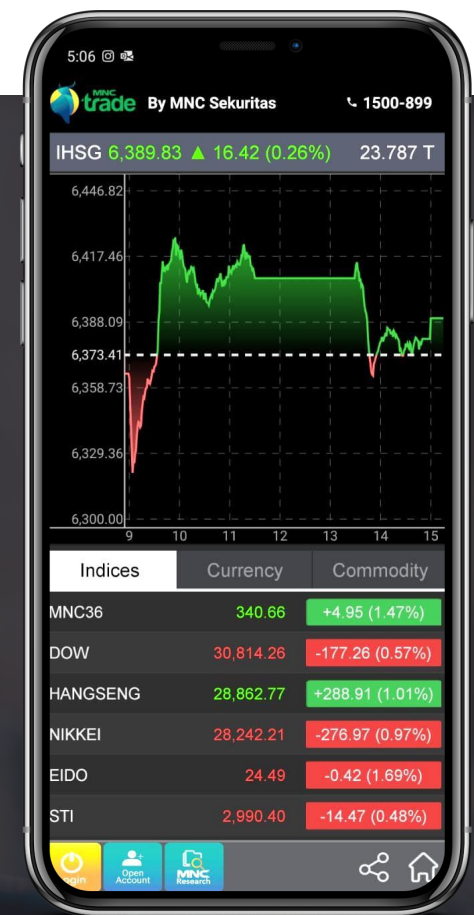 5:06
MNC trade By MNC Sekuritas 1500-899
IHSG 6,389.83 ▲ 16.42 (0.26%) 23.787 T
6,446.82
6,417.46
6,388.09
6,373.41
6,358.73
6,329.36
6,300.00
9 10 11 12 13 14 15
Indices Currency Commodity
MNC36 340.66 +4.95 (1.47%)
DOW 30,814.26 -177.26 (0.57%)
HANGSENG 28,862.77 +288.91 (1.01%)
NIKKEI 28,242.21 -276.97 (0.97%)
EIDO 24.49 -0.42 (1.69%)
STI 2,990.40 -14.47 (0.48%)
Login Open Account MNC Research